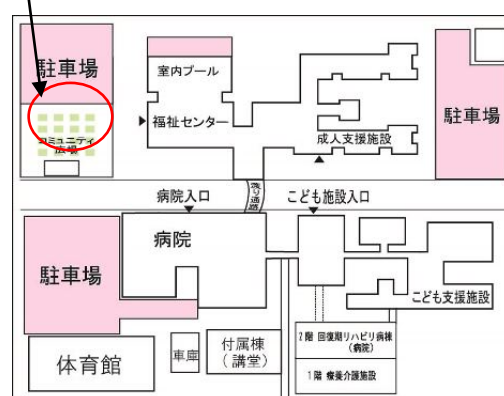 駐車場
室内プール
福祉センター
成人支援施設
駐車場
コミュニティ
広場
病院入口
渡り通路
こども施設入口
病院
駐車場
こども支援施設
体育館
車庫
付属棟
（講堂）
2階 回復期リハビリ病棟
（病院）
1階 療養介護施設